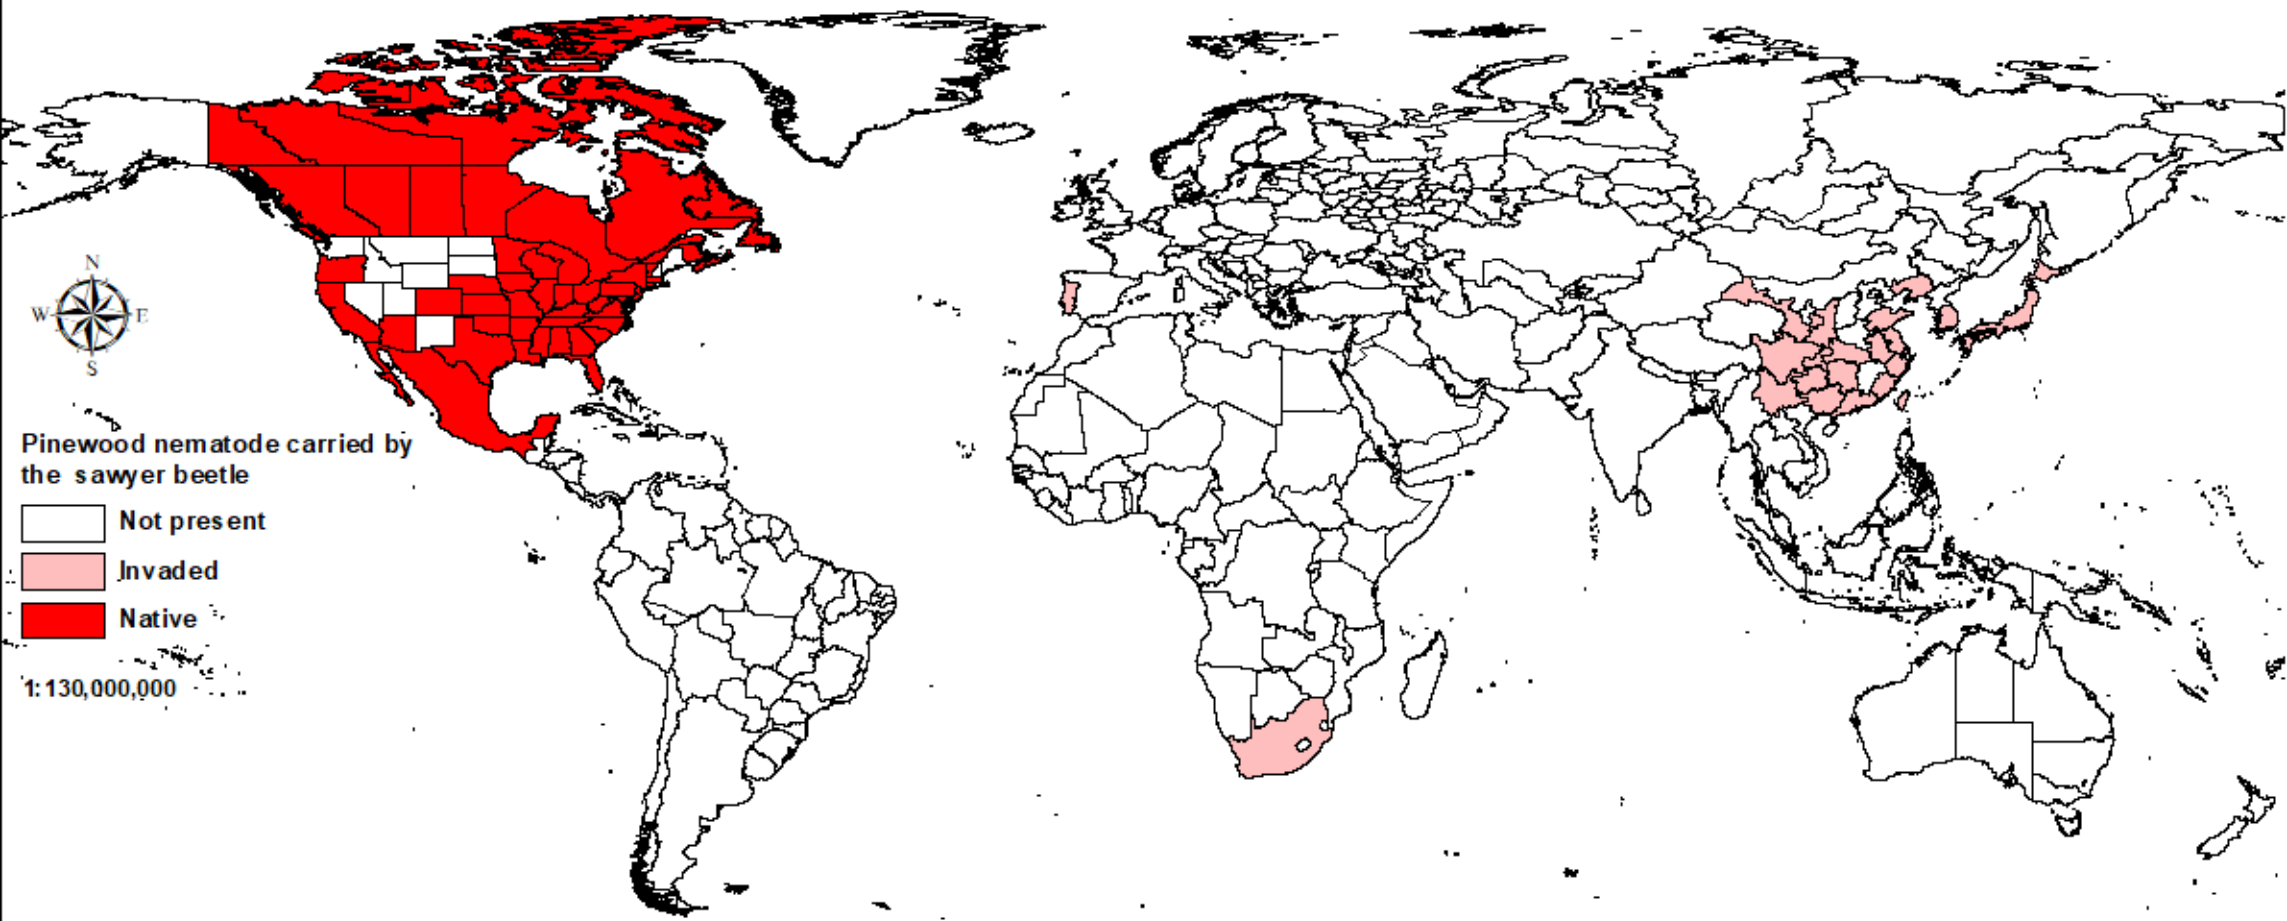 N
W E
S
Pinewood nematode carried by
the sawyer beetle
Not present
Invaded
Native
1:130,000,000